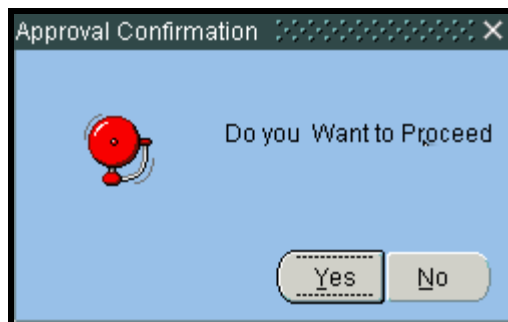 Approval Confirmation
Do you Want to Proceed
Yes No